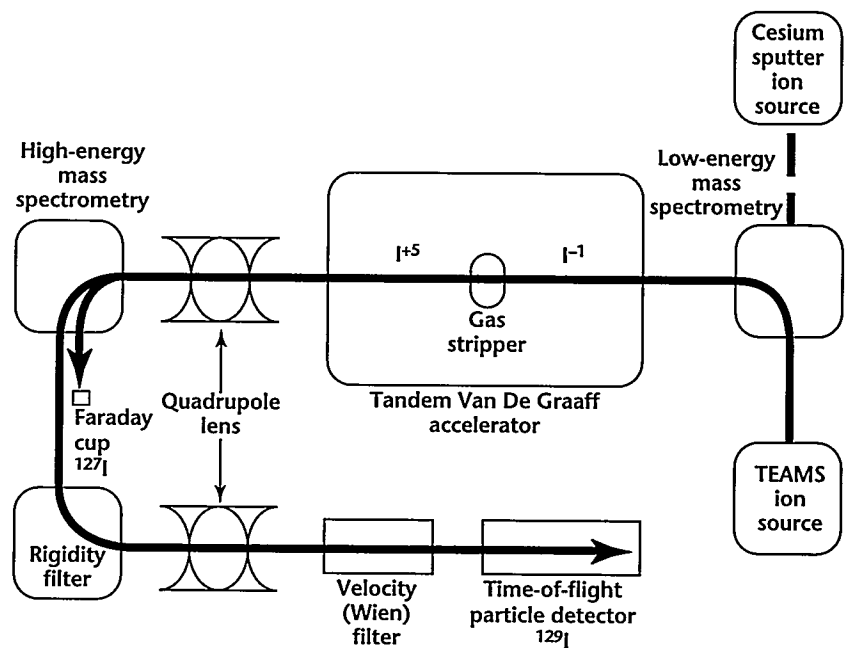 Cesium
sputter
ion
source
High-energy
mass
spectrometry
Low-energy
mass
spectrometry
I+5
I−1
Gas
stripper
Tandem Van De Graaff
accelerator
Quadrupole
lens
Faraday
cup
127I
TEAMS
ion
source
Rigidity
filter
Velocity
(Wien)
filter
Time-of-flight
particle detector
129I